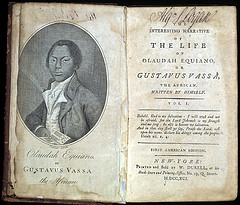 Olaudah Equiano
or
GUSTAVUS VASSA
the African
INTERESTING NARRATIVE
OF
THE LIFE
OF
OLAUDAH EQUIANO,
OR
GUSTAVUS VASSA,
THE AFRICAN.
WRITTEN BY HIMSELF.
VOL. I.
Behold, God is my salvation: I will trust and not
be afraid, for the Lord Jehovah is my strength
and my song; he also is become my salvation.
And in that day shall ye say, Praise the Lord, call
upon his name, declare his doings among the people.
FIRST AMERICAN EDITION.
NEW-YORK:
Printed and Sold by W. DURELL, at his
Book-Store and Printing-Office, No. 19, Q. Street.
M,DCC,XCI.